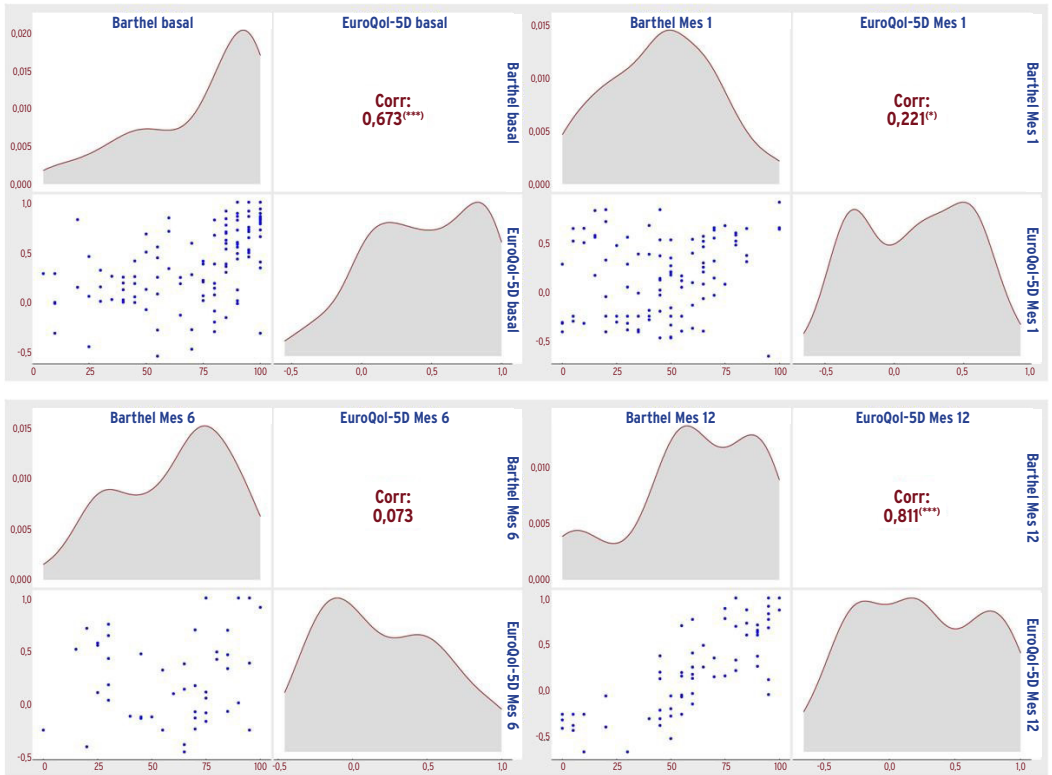 Barthel basal
EuroQol-5D basal
0,020
0,015
0,010
0,005
0,000
Corr:
0,673(***)
Barthel basal
1,0
0,5
0,0
-0,5
0 25 50 75 100
-0,5 0,0 0,5 1,0
EuroQol-5D basal
Barthel Mes 1
EuroQol-5D Mes 1
0,015
0,010
0,005
0,000
Corr:
0,221(*)
Barthel Mes 1
0,5
0,0
-0,5
0 25 50 75 100
-0,5 0,0 0,5 1,0
EuroQol-5D Mes 1
Barthel Mes 6
EuroQol-5D Mes 6
0,015
0,010
0,005
0,000
Corr:
0,073
Barthel Mes 6
1,0
0,5
0,0
-0,5
0 25 50 75 100
-0,5 0,0 0,5 1,0
EuroQol-5D Mes 6
Barthel Mes 12
EuroQol-5D Mes 12
0,010
0,005
0,000
Corr:
0,811(***)
Barthel Mes 12
1,0
0,5
0,0
-0,5
0 25 50 75 100
-0,5 0,0 0,5 1,0
EuroQol-5D Mes 12